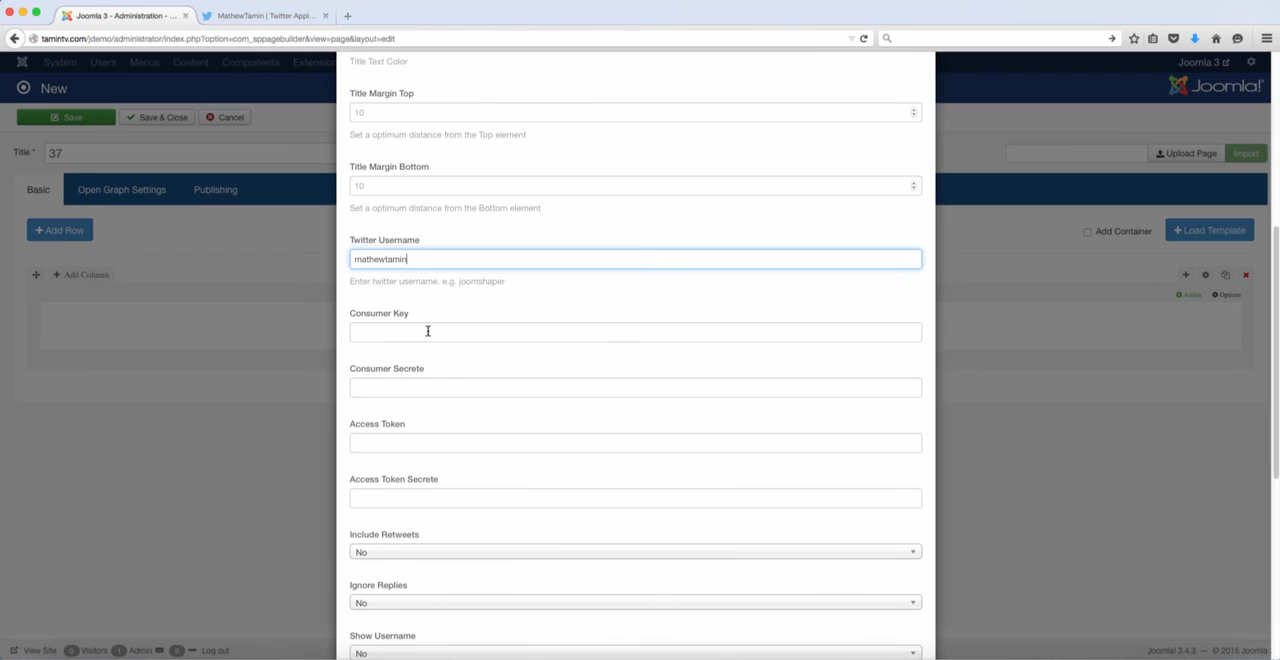 Joomla 3 - Administration - ...
MathewTamin | Twitter Appl...
tamintv.com/jdemo/administrator/index.php?option=com_sppagebuilder&view=page&layout=edit
System Users Menus Content Components Extension
Joomla 3
New
Joomla!
Save
Save & Close
Cancel
Title * 37
Upload Page
Import
Basic
Open Graph Settings
Publishing
+ Add Row
Add Container
+ Load Template
+ Add Column
Addon
Options
Title Text Color
Title Margin Top
10
Set a optimum distance from the Top element
Title Margin Bottom
10
Set a optimum distance from the Bottom element
Twitter Username
mathewtamin
Enter twitter username. e.g. joomshaper
Consumer Key
Consumer Secrete
Access Token
Access Token Secrete
Include Retweets
No
Ignore Replies
No
Show Username
No
View Site 0 Visitors 1 Admin 0 Log out
Joomla! 3.4.3 — © 2015 Joomla